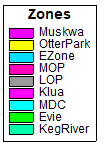 Zones
Muskwa
OtterPark
EZone
MOP
LOP
Klua
MDC
Evie
KegRiver